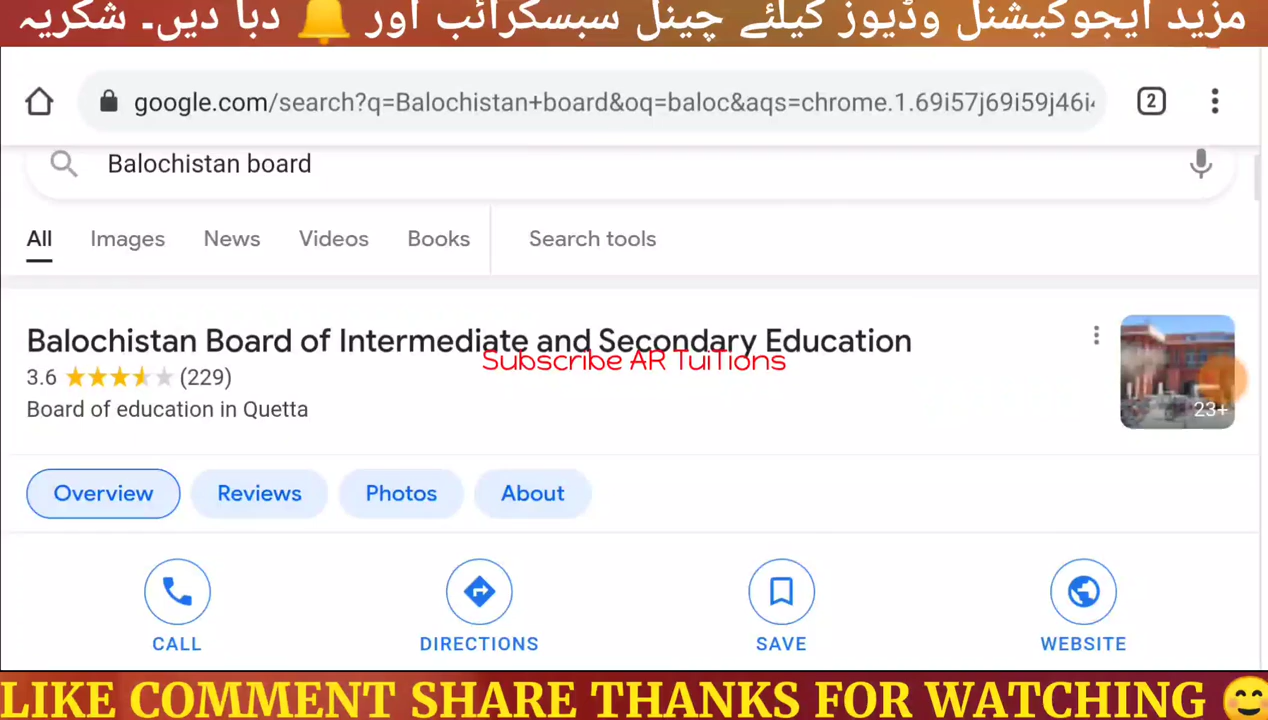 مزید ایجوکیشنل وڈیوز کیلئے چینل سبسکرائب اور 🔔 دبا دیں۔ شکریہ
google.com/search?q=Balochistan+board&oq=baloc&aqs=chrome.1.69i57j69i59j46i
2
Balochistan board
All Images News Videos Books Search tools
Balochistan Board of Intermediate and Secondary Education
Subscribe AR TuiTions
3.6 (229)
Board of education in Quetta
23+
Overview Reviews Photos About
CALL DIRECTIONS SAVE WEBSITE
LIKE COMMENT SHARE THANKS FOR WATCHING 😊